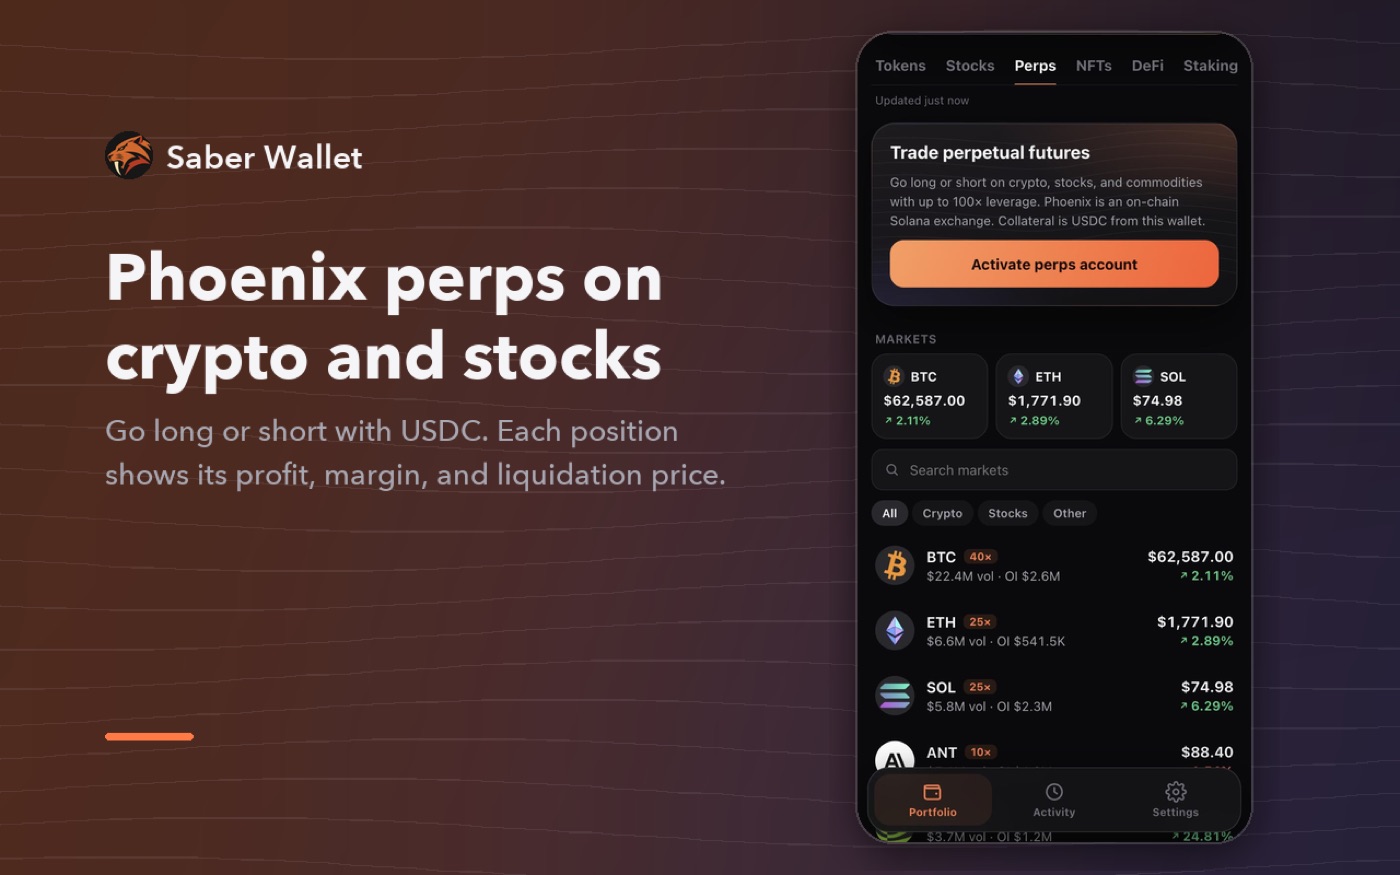 Saber Wallet
Phoenix perps on
crypto and stocks
Go long or short with USDC. Each position
shows its profit, margin, and liquidation price.
Tokens Stocks Perps NFTs DeFi Staking
Updated just now
Trade perpetual futures
Go long or short on crypto, stocks, and commodities
with up to 100× leverage. Phoenix is an on-chain
Solana exchange. Collateral is USDC from this wallet.
Activate perps account
MARKETS
BTC
$62,587.00
↗ 2.11%
ETH
$1,771.90
↗ 2.89%
SOL
$74.98
↗ 6.29%
Search markets
All Crypto Stocks Other
BTC 40× $62,587.00
$22.4M vol · OI $2.6M ↗ 2.11%
ETH 25× $1,771.90
$6.6M vol · OI $541.5K ↗ 2.89%
SOL 25× $74.98
$5.8M vol · OI $2.3M ↗ 6.29%
ANT 10× $88.40
Portfolio Activity Settings
$3.7M vol · OI $1.2M ↗ 24.81%